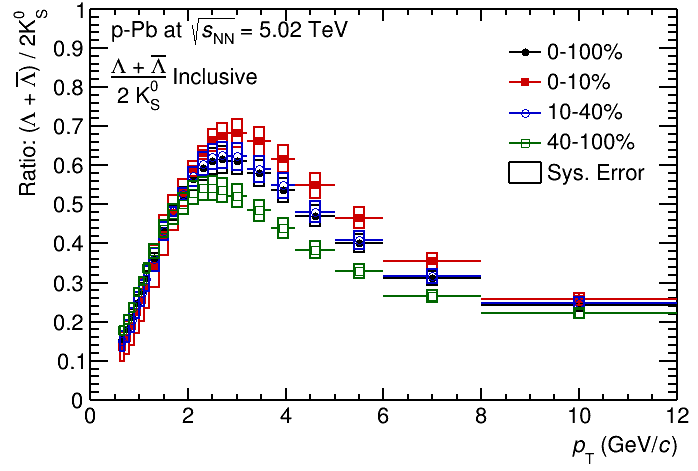 p-Pb at √s_NN = 5.02 TeV
Λ + Λ̅
2 K⁰_S
Inclusive
0-100%
0-10%
10-40%
40-100%
Sys. Error
Ratio: (Λ + Λ̅) / 2K⁰_S
1
0.9
0.8
0.7
0.6
0.5
0.4
0.3
0.2
0.1
0
0 2 4 6 8 10 12
p_T (GeV/c)